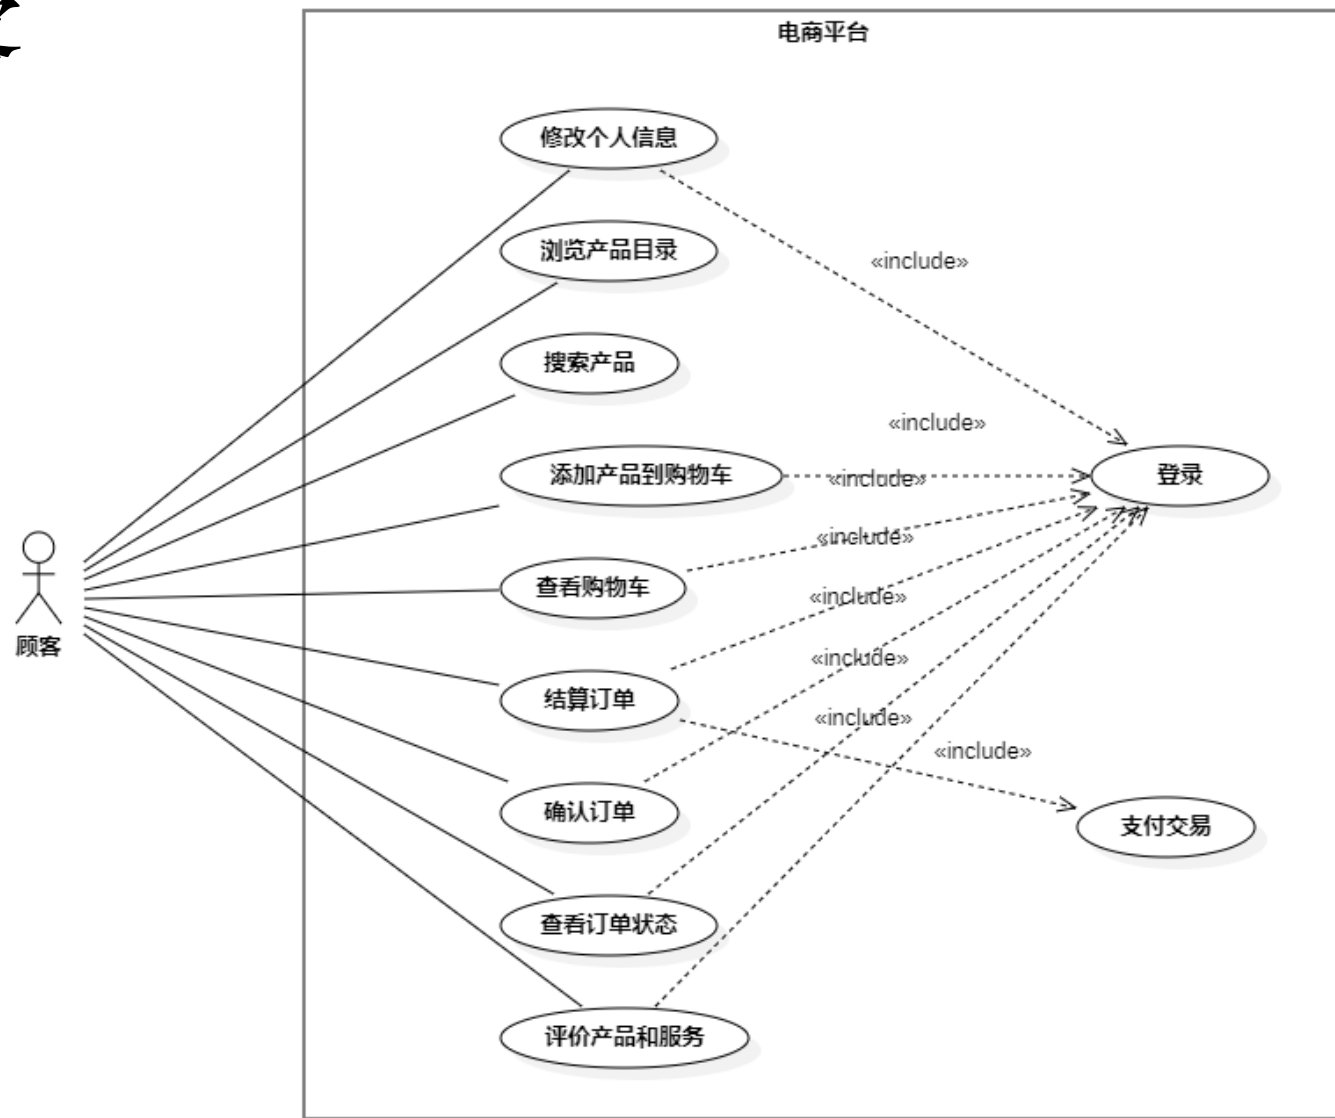 电商平台
修改个人信息
浏览产品目录
«include»
搜索产品
«include»
添加产品到购物车
«include»
登录
«include»
查看购物车
«include»
顾客
«include»
结算订单
«include»
«include»
确认订单
支付交易
查看订单状态
评价产品和服务